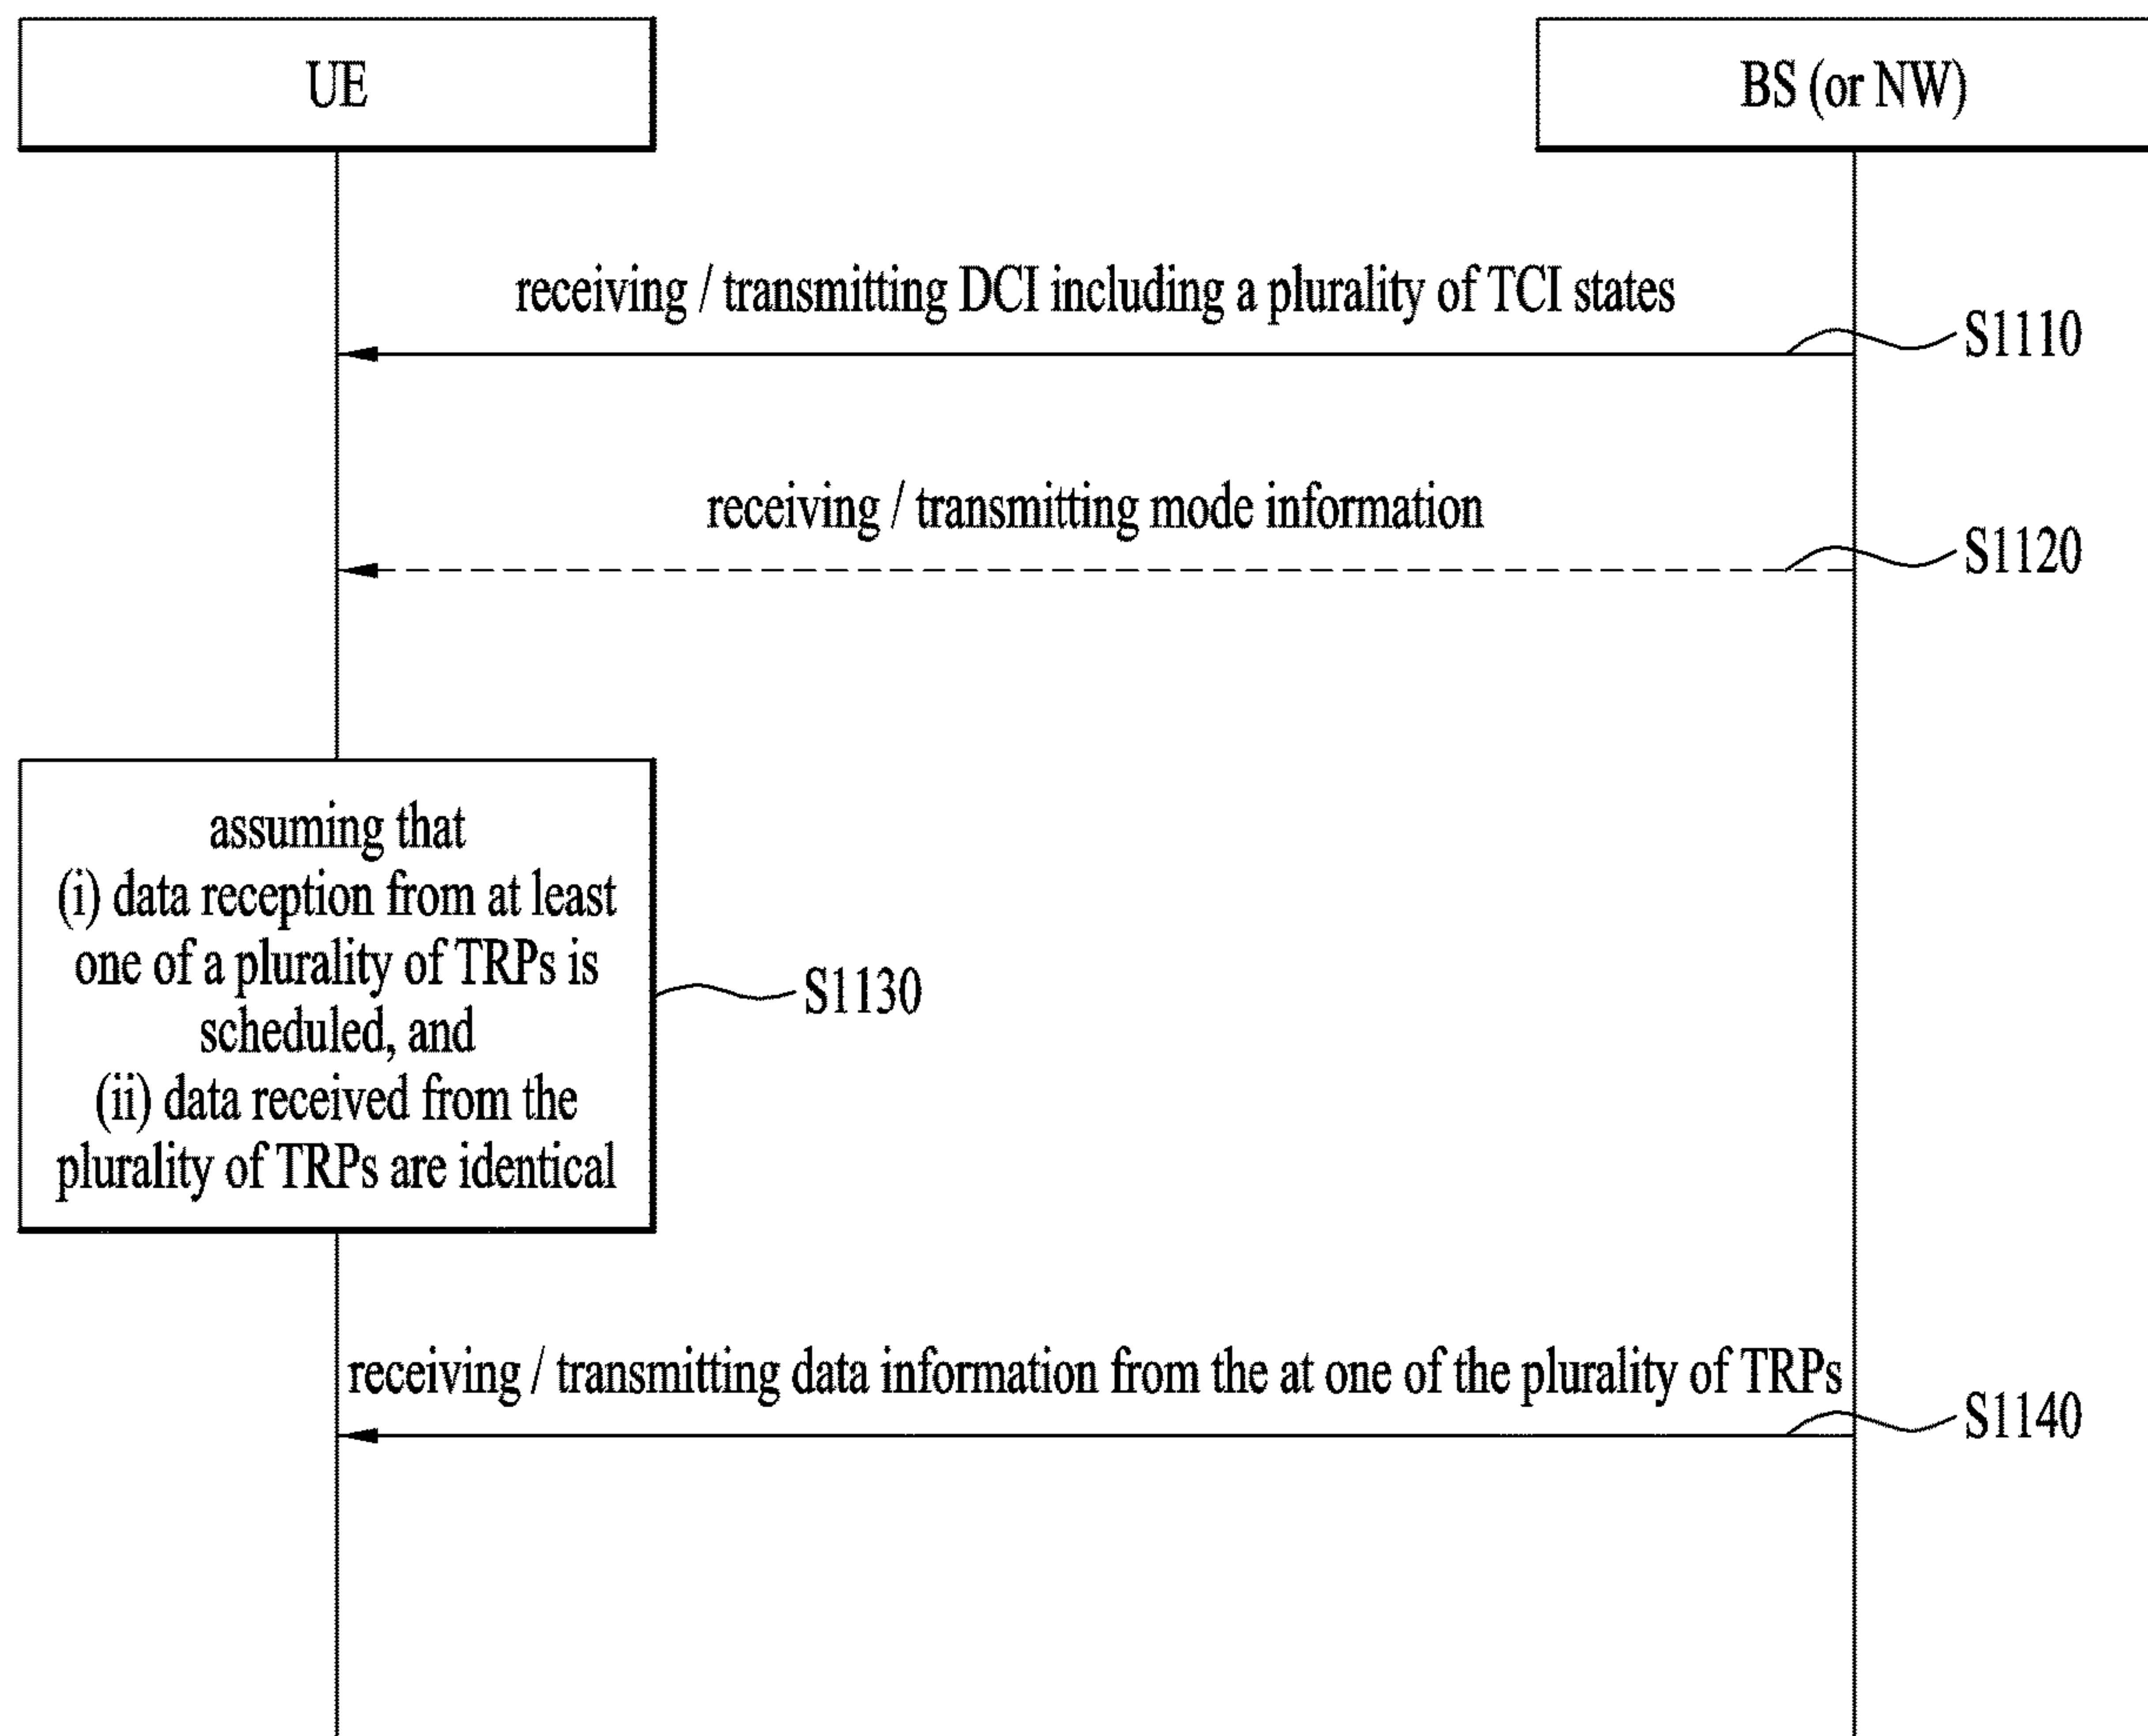 UE
BS (or NW)
receiving / transmitting DCI including a plurality of TCI states
S1110
receiving / transmitting mode information
S1120
assuming that
(i) data reception from at least
one of a plurality of TRPs is
scheduled, and
(ii) data received from the
plurality of TRPs are identical
S1130
receiving / transmitting data information from the at one of the plurality of TRPs
S1140